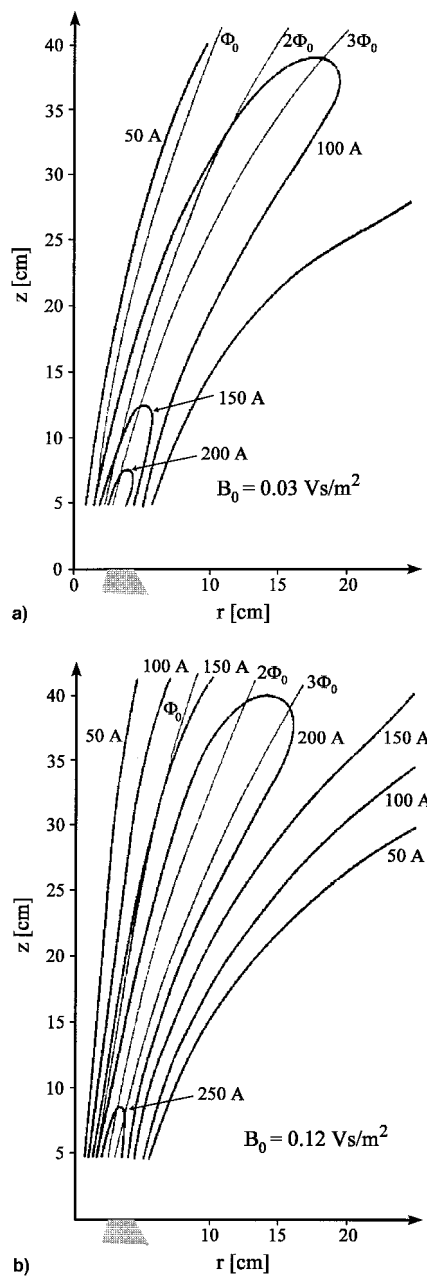 40
35
30
25
20
15
10
5
0
z [cm]
Φ₀
2Φ₀
3Φ₀
50 A
100 A
150 A
200 A
B₀ = 0.03 Vs/m²
0
10
15
20
r [cm]
a)
40
35
30
25
20
15
10
5
z [cm]
50 A
100 A
Φ₀
150 A
2Φ₀
3Φ₀
200 A
150 A
100 A
50 A
250 A
B₀ = 0.12 Vs/m²
10
15
20
r [cm]
b)